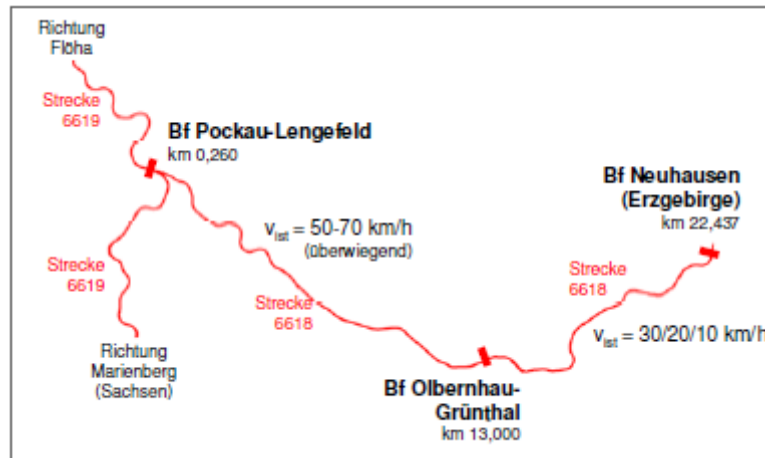 Richtung
Flöha
Strecke
6619
Bf Pockau-Lengefeld
km 0,260
Bf Neuhausen
(Erzgebirge)
km 22,437
v_ist = 50-70 km/h
(überwiegend)
Strecke
6619
Strecke
6618
Strecke
6618
v_ist = 30/20/10 km/h
Richtung
Marienberg
(Sachsen)
Bf Olbernhau-
Grünthal
km 13,000